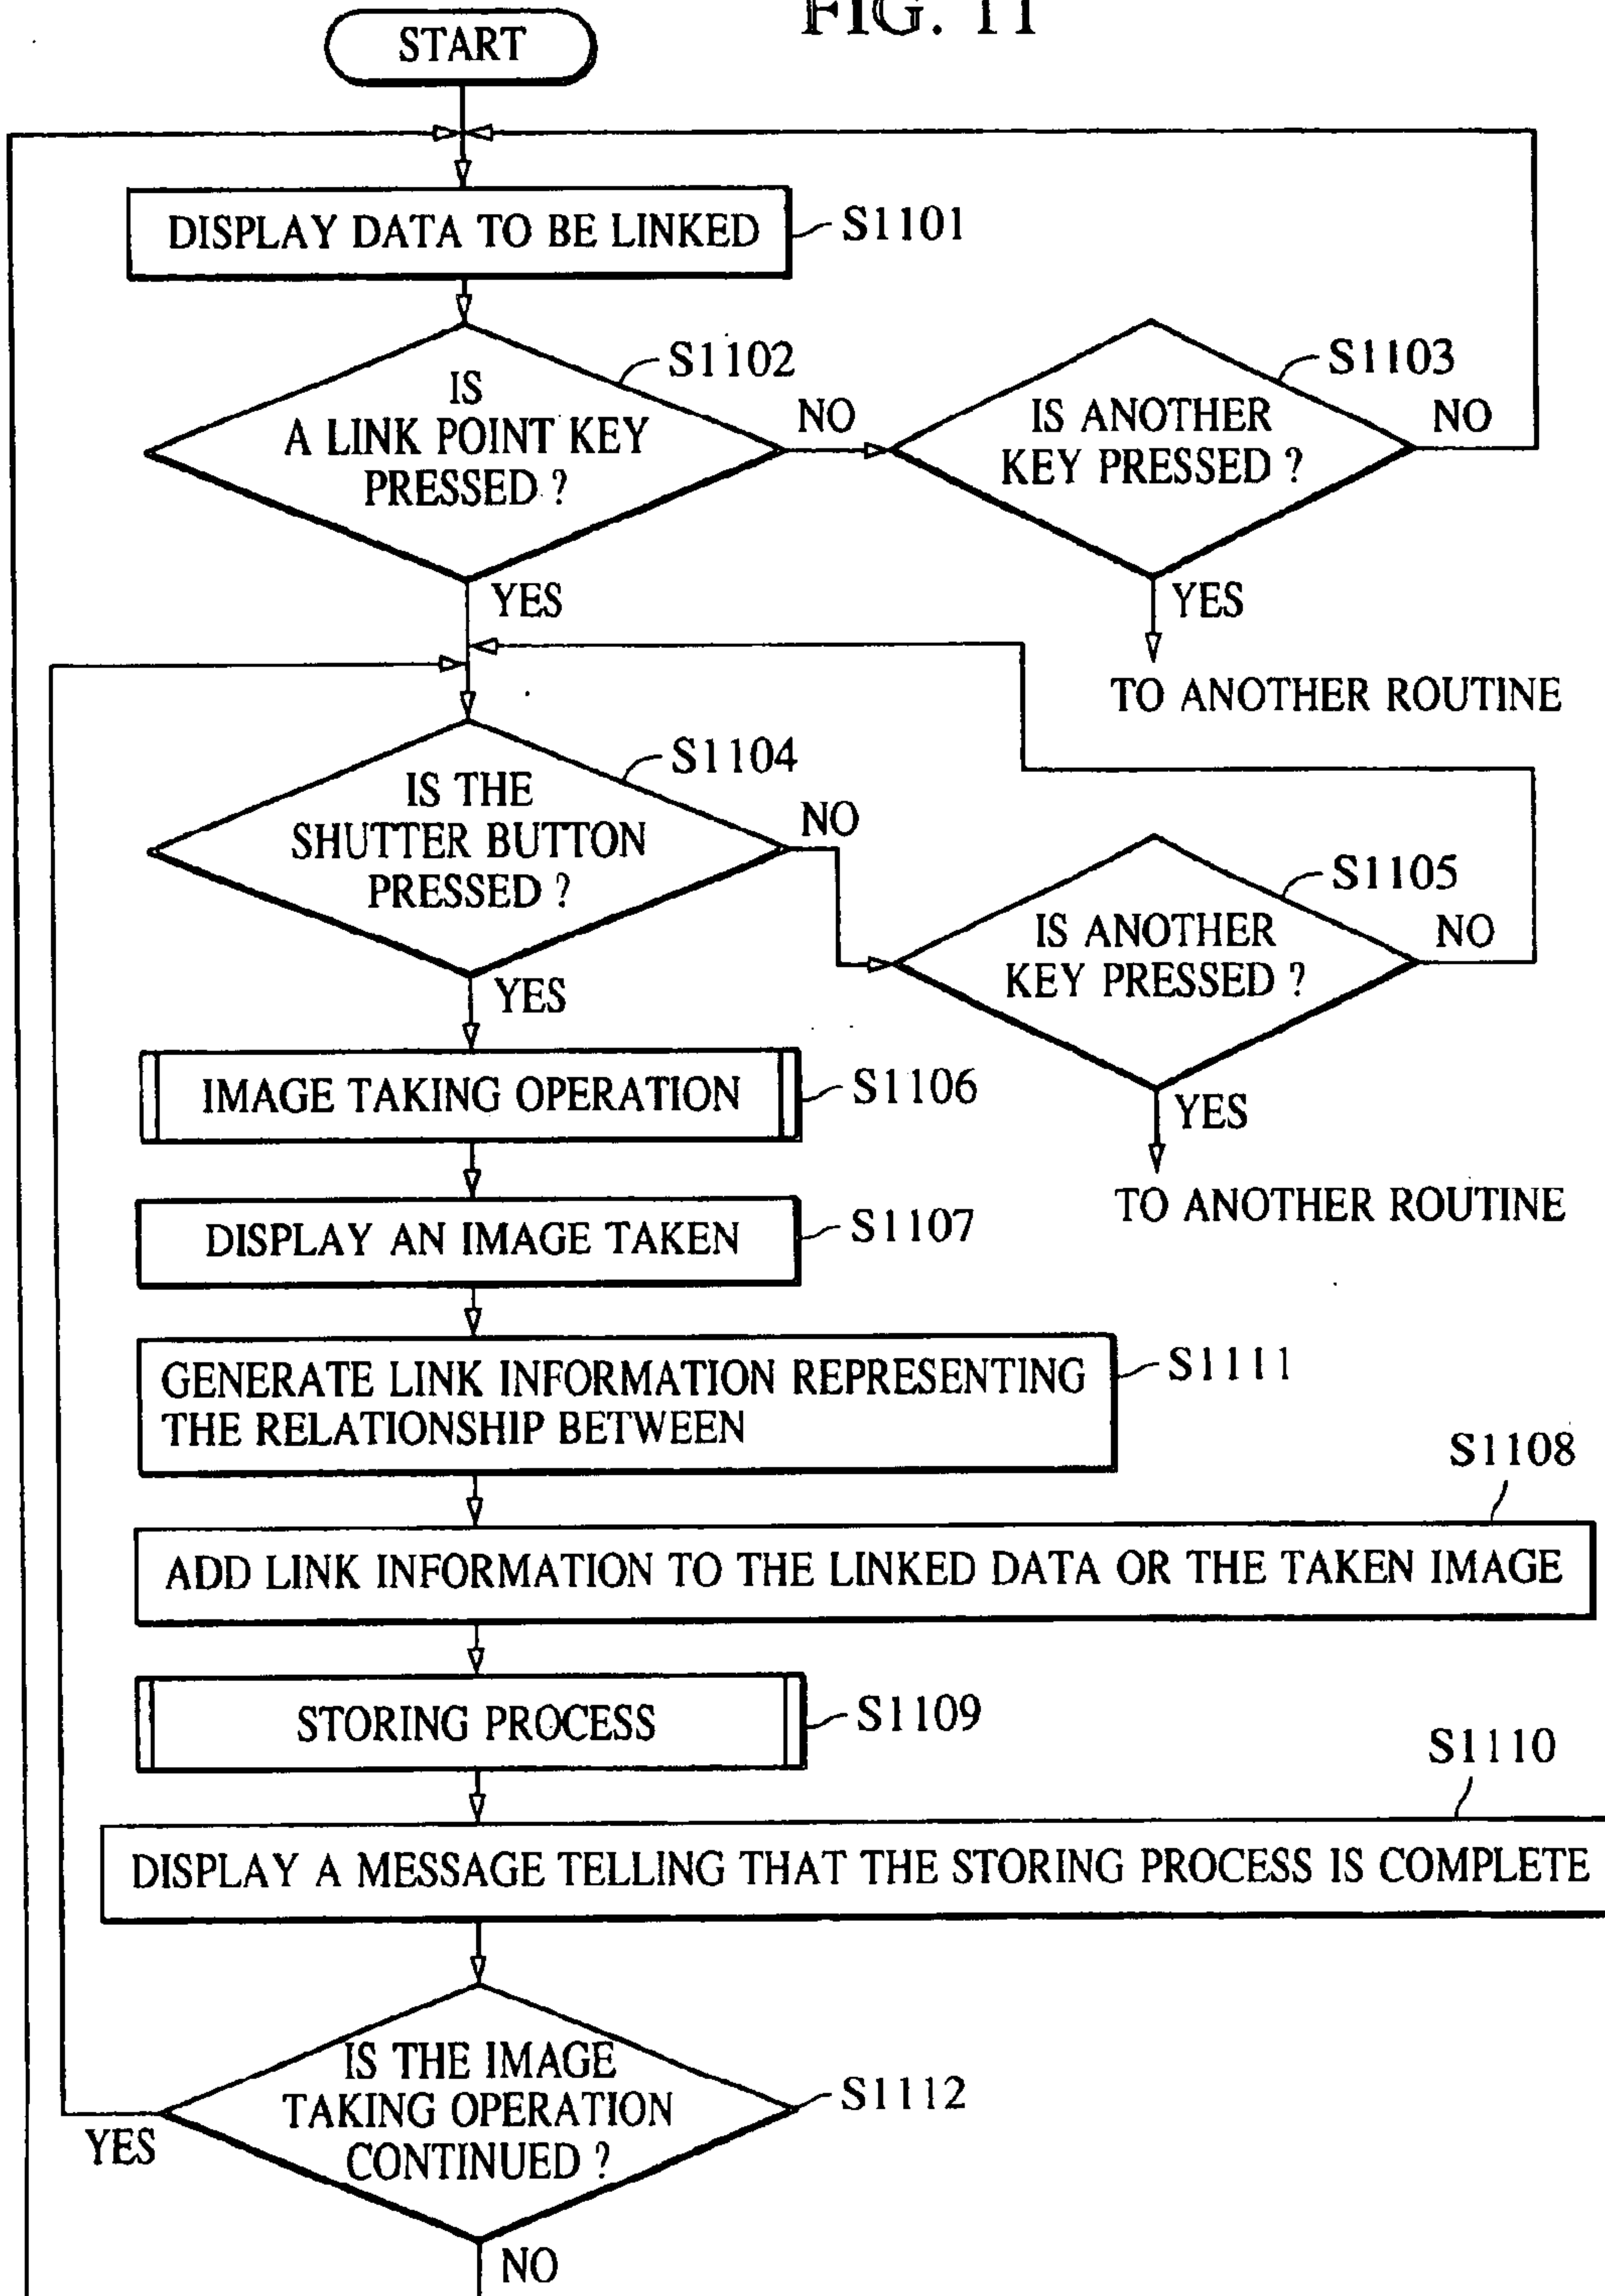 FIG. 11
START
DISPLAY DATA TO BE LINKED
S1101
IS
A LINK POINT KEY
PRESSED ?
S1102
NO
YES
IS ANOTHER
KEY PRESSED ?
S1103
NO
YES
TO ANOTHER ROUTINE
IS THE
SHUTTER BUTTON
PRESSED ?
S1104
NO
YES
IS ANOTHER
KEY PRESSED ?
S1105
NO
YES
TO ANOTHER ROUTINE
IMAGE TAKING OPERATION
S1106
DISPLAY AN IMAGE TAKEN
S1107
GENERATE LINK INFORMATION REPRESENTING
THE RELATIONSHIP BETWEEN
S1111
S1108
ADD LINK INFORMATION TO THE LINKED DATA OR THE TAKEN IMAGE
STORING PROCESS
S1109
S1110
DISPLAY A MESSAGE TELLING THAT THE STORING PROCESS IS COMPLETE
IS THE IMAGE
TAKING OPERATION
CONTINUED ?
S1112
YES
NO